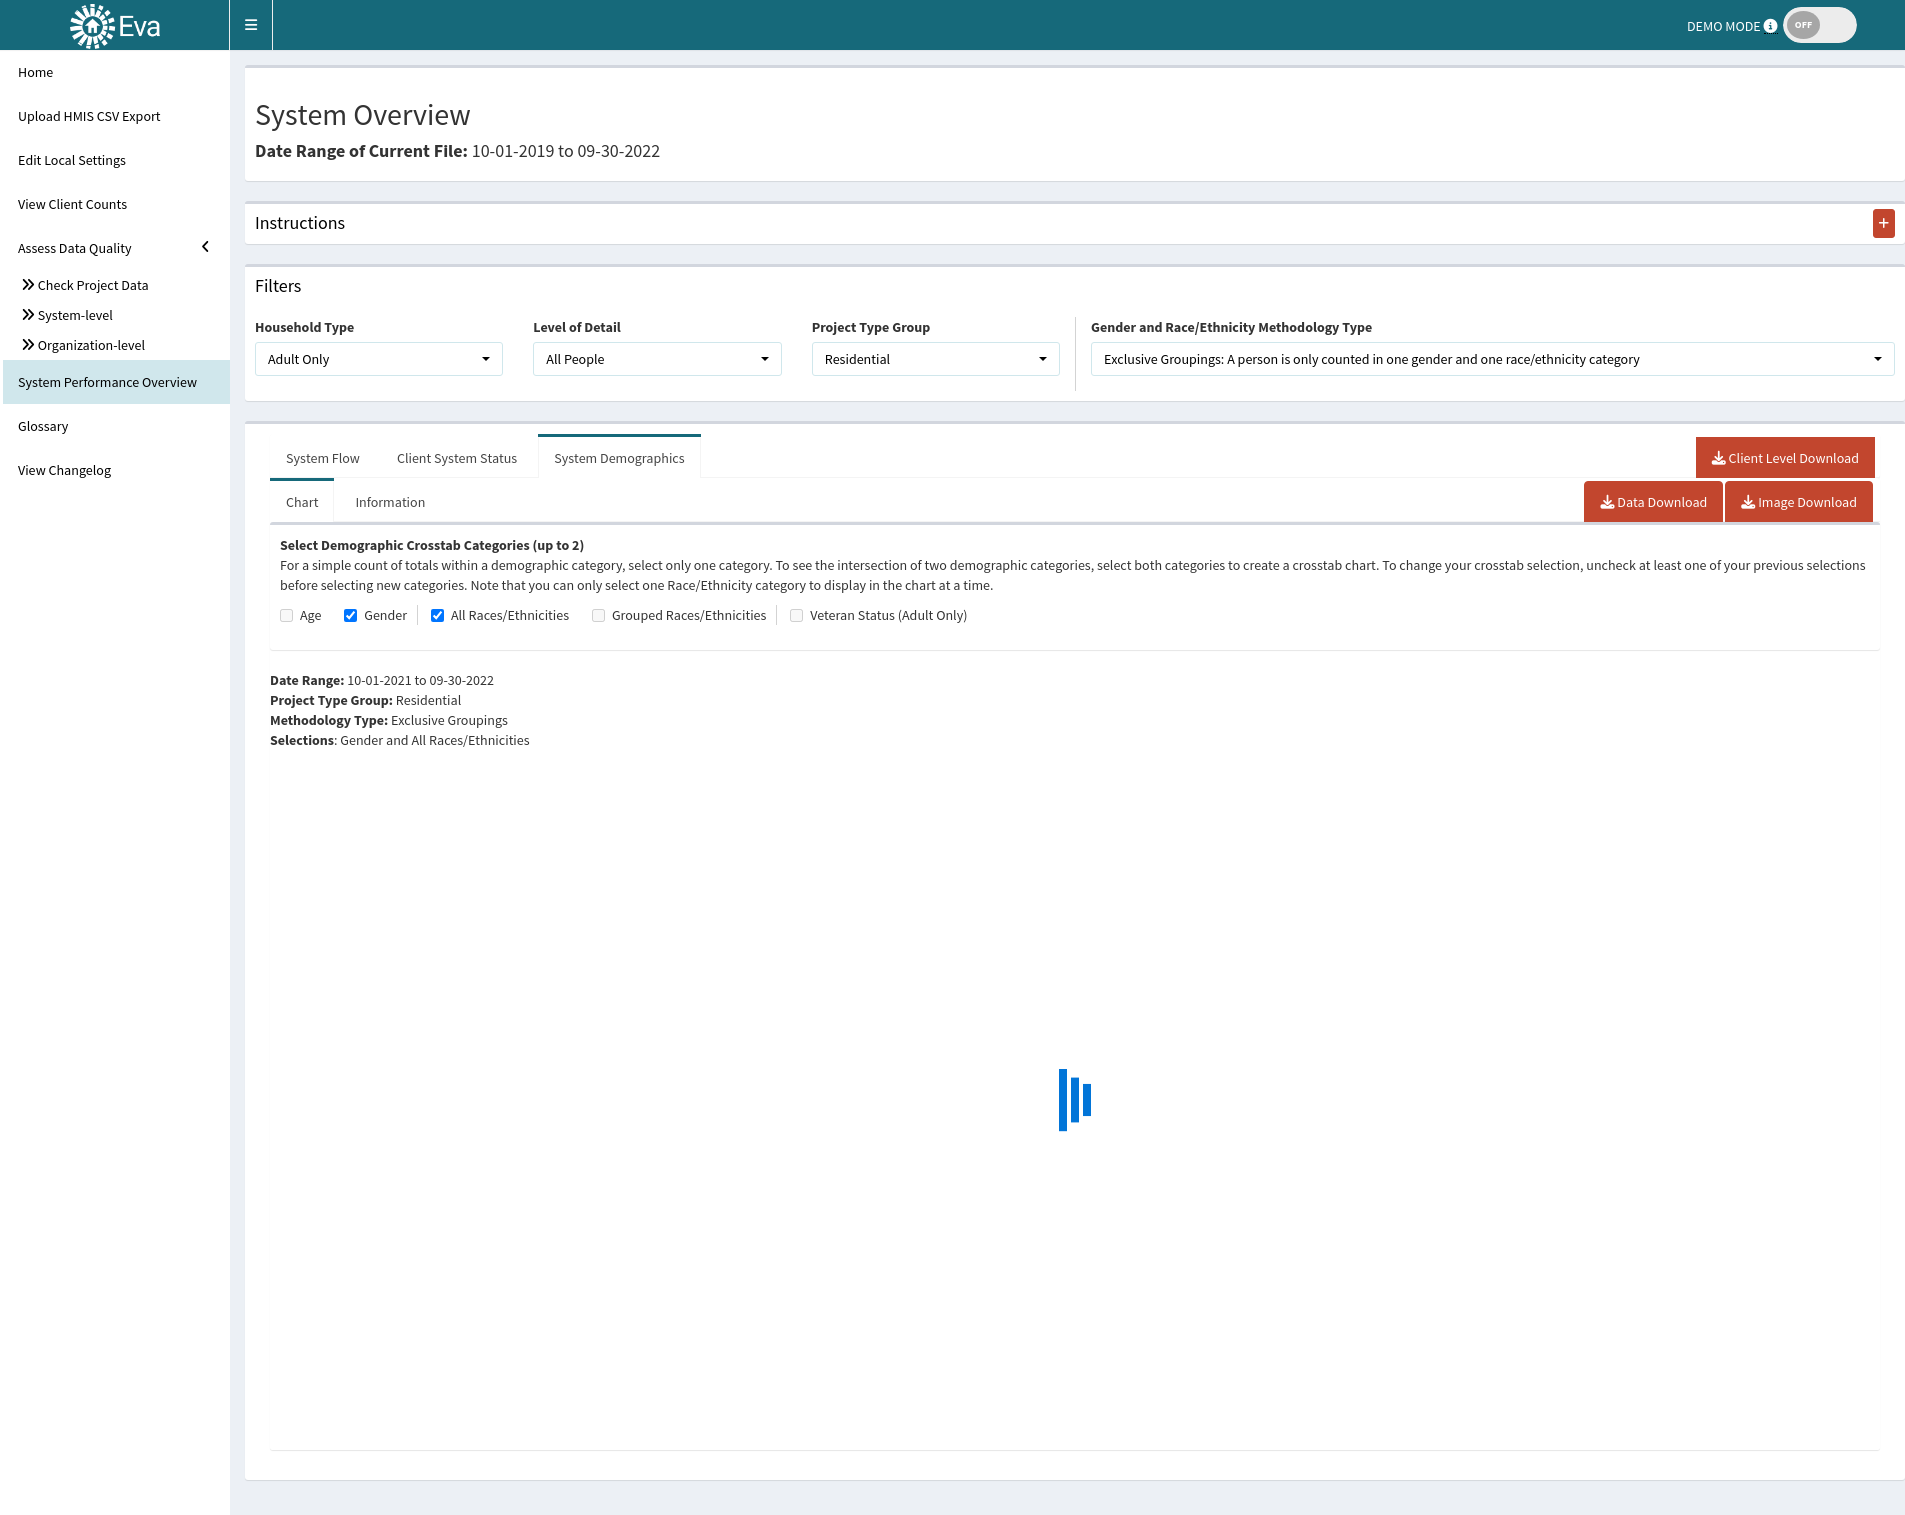 Eva
DEMO MODE
OFF
Home
Upload HMIS CSV Export
Edit Local Settings
View Client Counts
Assess Data Quality
Check Project Data
System-level
Organization-level
System Performance Overview
Glossary
View Changelog
System Overview
Date Range of Current File: 10-01-2019 to 09-30-2022
Instructions
Filters
Household Type
Adult Only
Level of Detail
All People
Project Type Group
Residential
Gender and Race/Ethnicity Methodology Type
Exclusive Groupings: A person is only counted in one gender and one race/ethnicity category
System Flow Client System Status System Demographics
Client Level Download
Chart Information
Data Download Image Download
Select Demographic Crosstab Categories (up to 2)
For a simple count of totals within a demographic category, select only one category. To see the intersection of two demographic categories, select both categories to create a crosstab chart. To change your crosstab selection, uncheck at least one of your previous selections
before selecting new categories. Note that you can only select one Race/Ethnicity category to display in the chart at a time.
Age Gender All Races/Ethnicities Grouped Races/Ethnicities Veteran Status (Adult Only)
Date Range: 10-01-2021 to 09-30-2022
Project Type Group: Residential
Methodology Type: Exclusive Groupings
Selections: Gender and All Races/Ethnicities